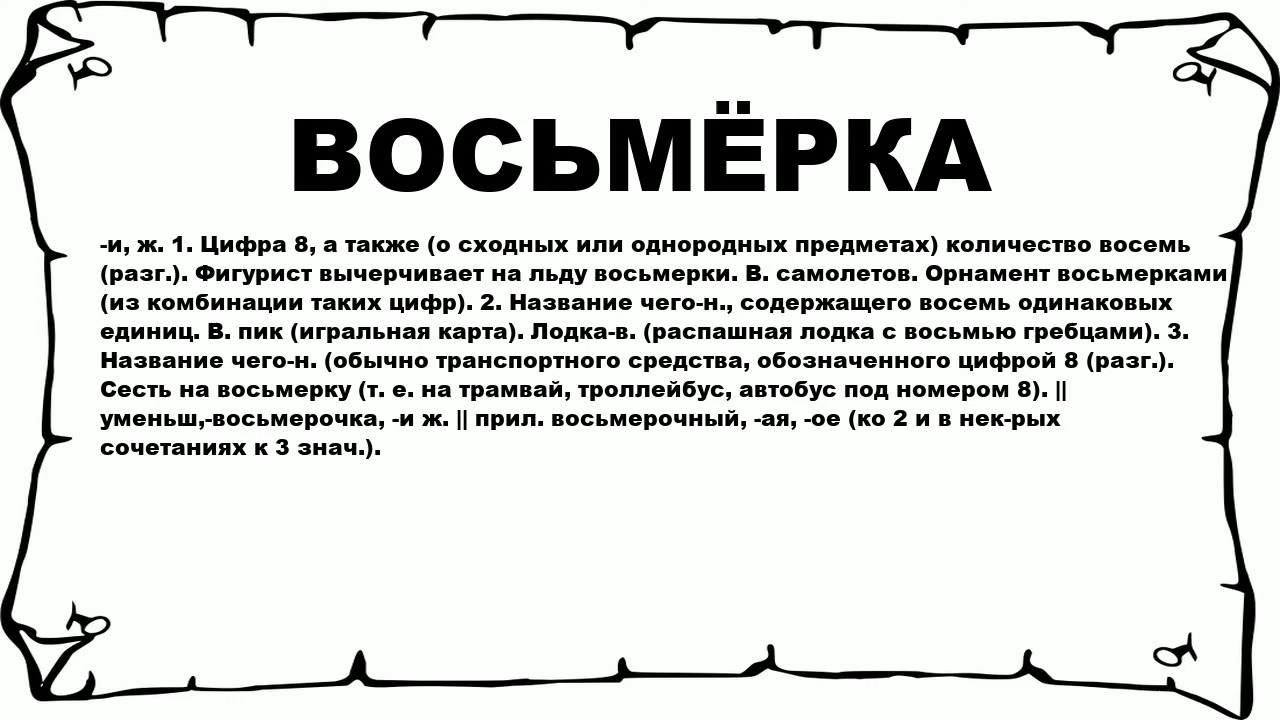 ВОСЬМЁРКА
-и, ж. 1. Цифра 8, а также (о сходных или однородных предметах) количество восемь
(разг.). Фигурист вычерчивает на льду восьмерки. В. самолетов. Орнамент восьмерками
(из комбинации таких цифр). 2. Название чего-н., содержащего восемь одинаковых
единиц. В. пик (игральная карта). Лодка-в. (распашная лодка с восьмью гребцами). 3.
Название чего-н. (обычно транспортного средства, обозначенного цифрой 8 (разг.).
Сесть на восьмерку (т. е. на трамвай, троллейбус, автобус под номером 8). ||
уменьш,-восьмерочка, -и ж. || прил. восьмерочный, -ая, -ое (ко 2 и в нек-рых
сочетаниях к 3 знач.).